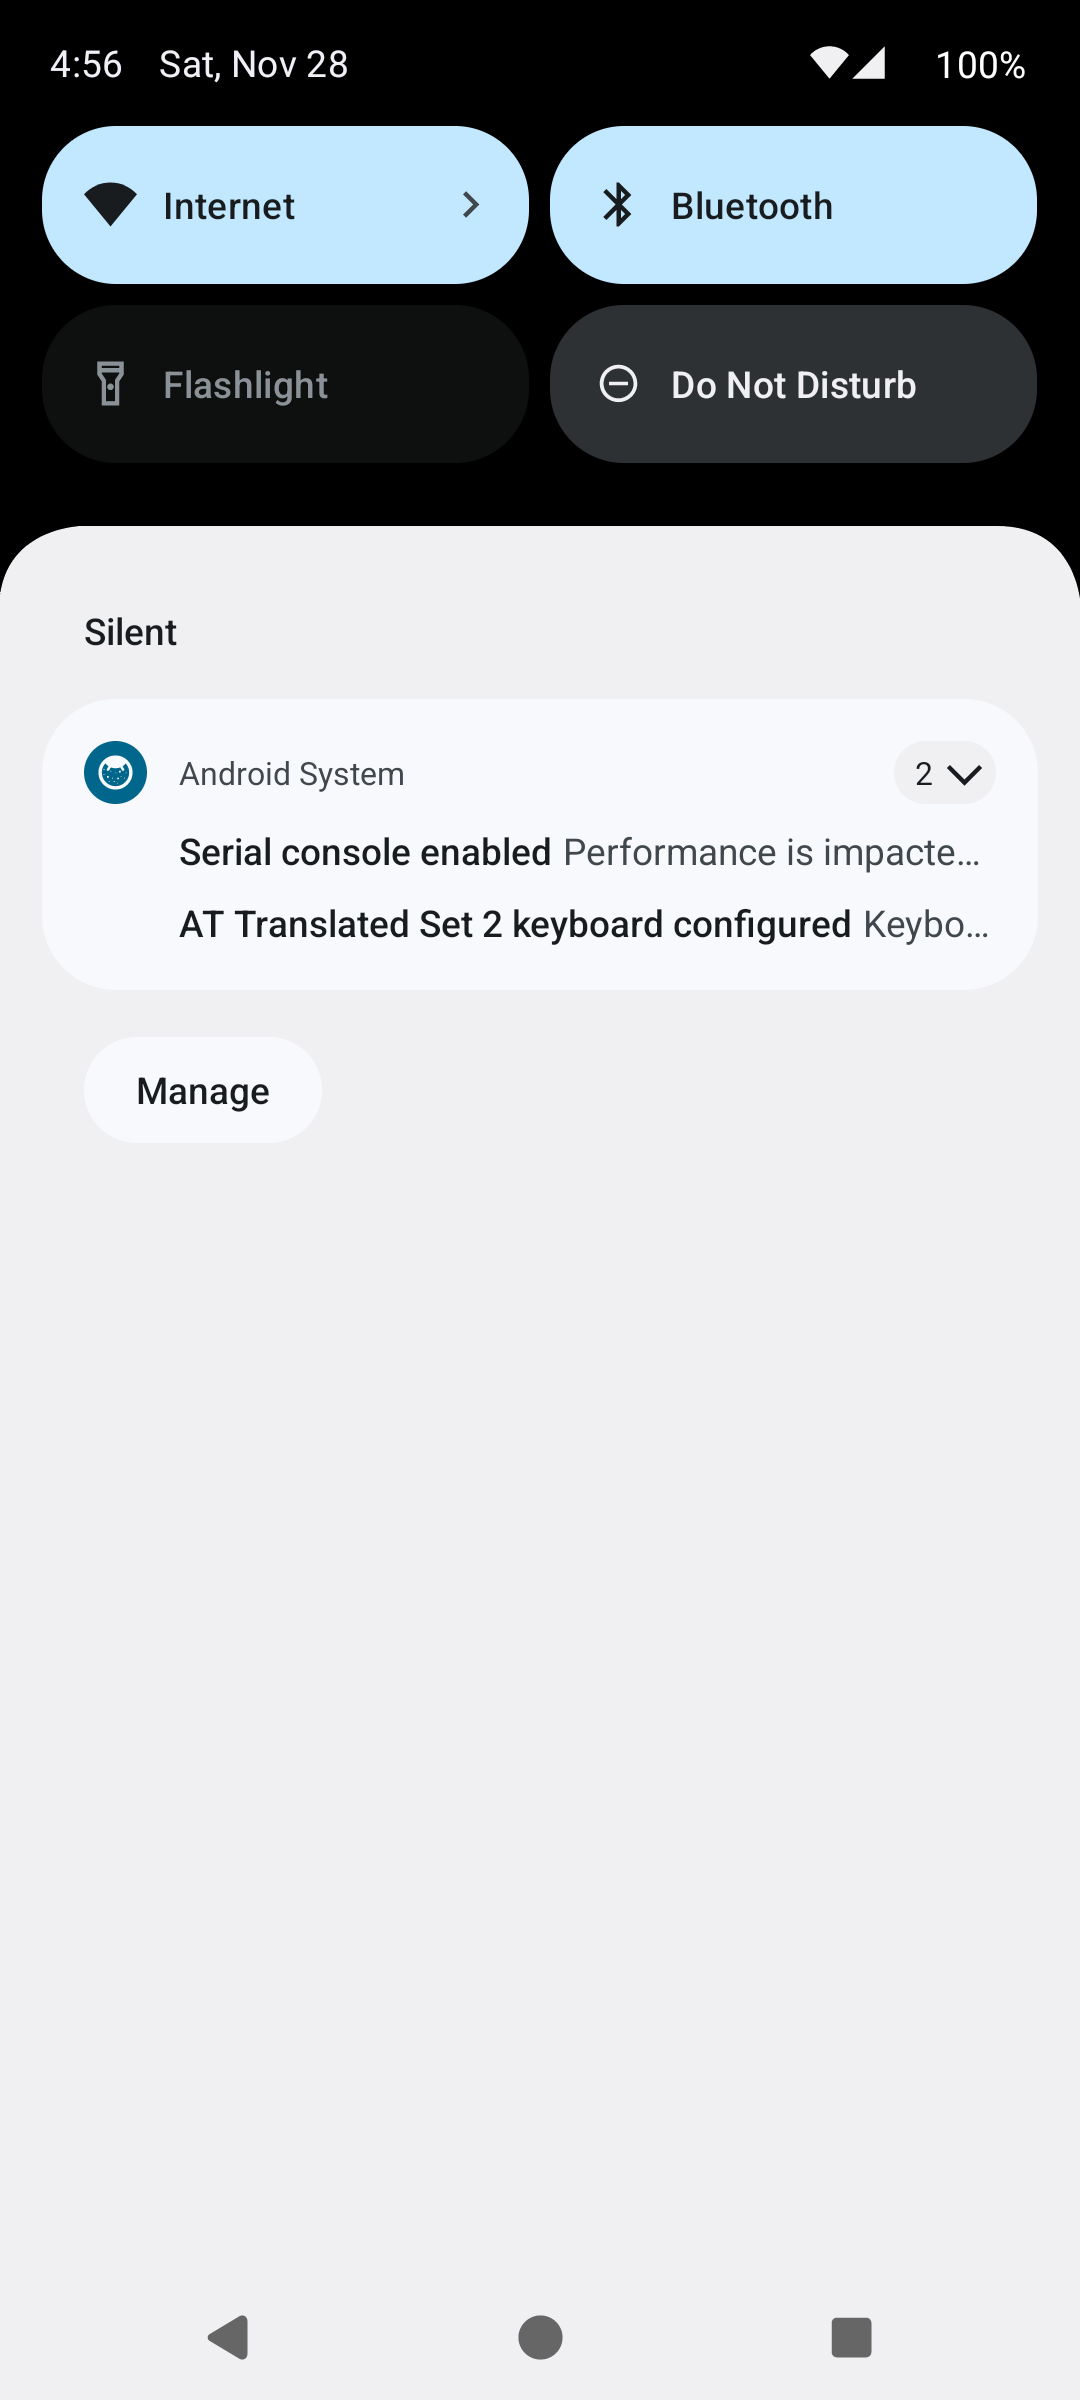 4:56 Sat, Nov 28 100%
Internet Bluetooth
Flashlight Do Not Disturb
Silent
Android System 2
Serial console enabled Performance is impacte…
AT Translated Set 2 keyboard configured Keybo…
Manage